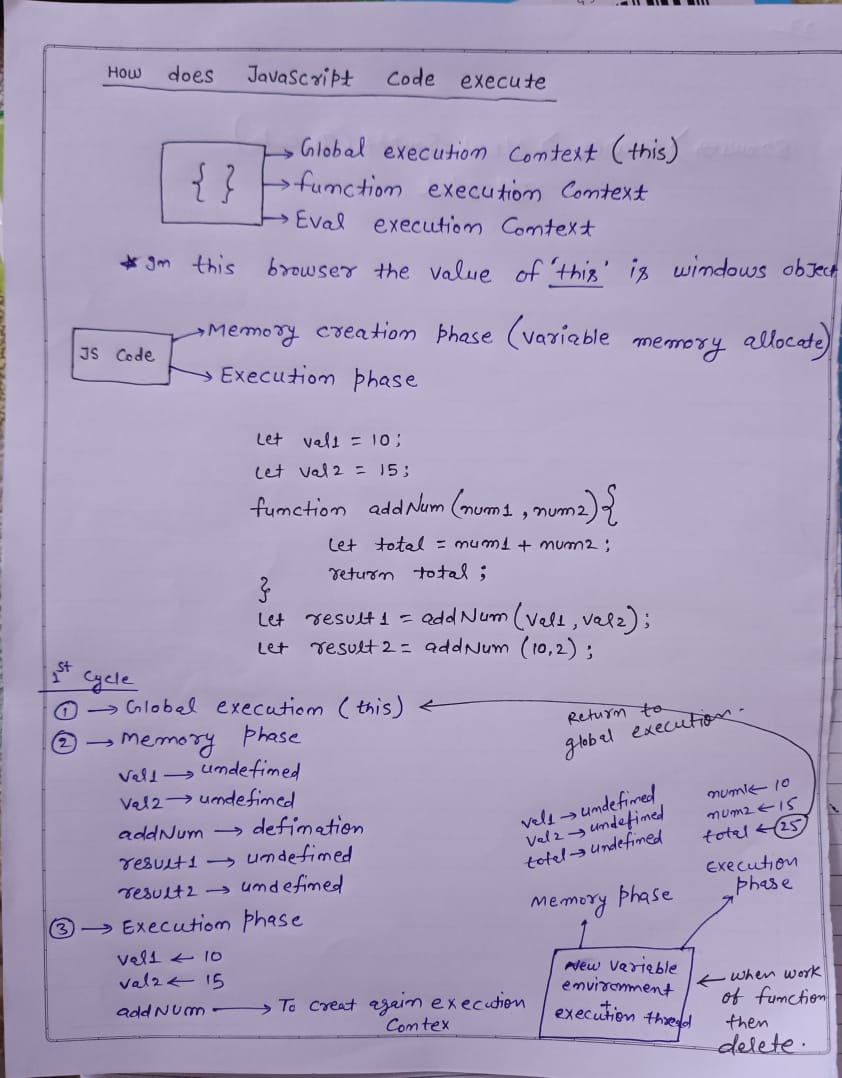 How does JavaScript Code execute
{ } → Global execution Context (this)
→ function execution Context
→ Eval execution Context
* In this browser the value of 'this' is windows object
JS Code → Memory creation phase (variable memory allocate)
→ Execution phase
Let val1 = 10;
Let val2 = 15;
function addNum (num1, num2) {
Let total = num1 + num2;
return total;
}
Let result1 = addNum (val1, val2);
Let result2 = addNum (10,2);
1st Cycle
① → Global execution (this) ←
Return to
global execution.
② → Memory Phase
val1 → undefined
val2 → undefined
addNum → defination
result1 → undefined
result2 → undefined
③ → Execution Phase
val1 ← 10
val2 ← 15
addNum → To creat again execution
Contex
val1 → undefined
val2 → undefined
total → undefined
Memory phase
num1 ← 10
num2 ← 15
total ← 25
Execution
phase
New Variable
environment
+
execution thread
← when work
of function
then
delete.